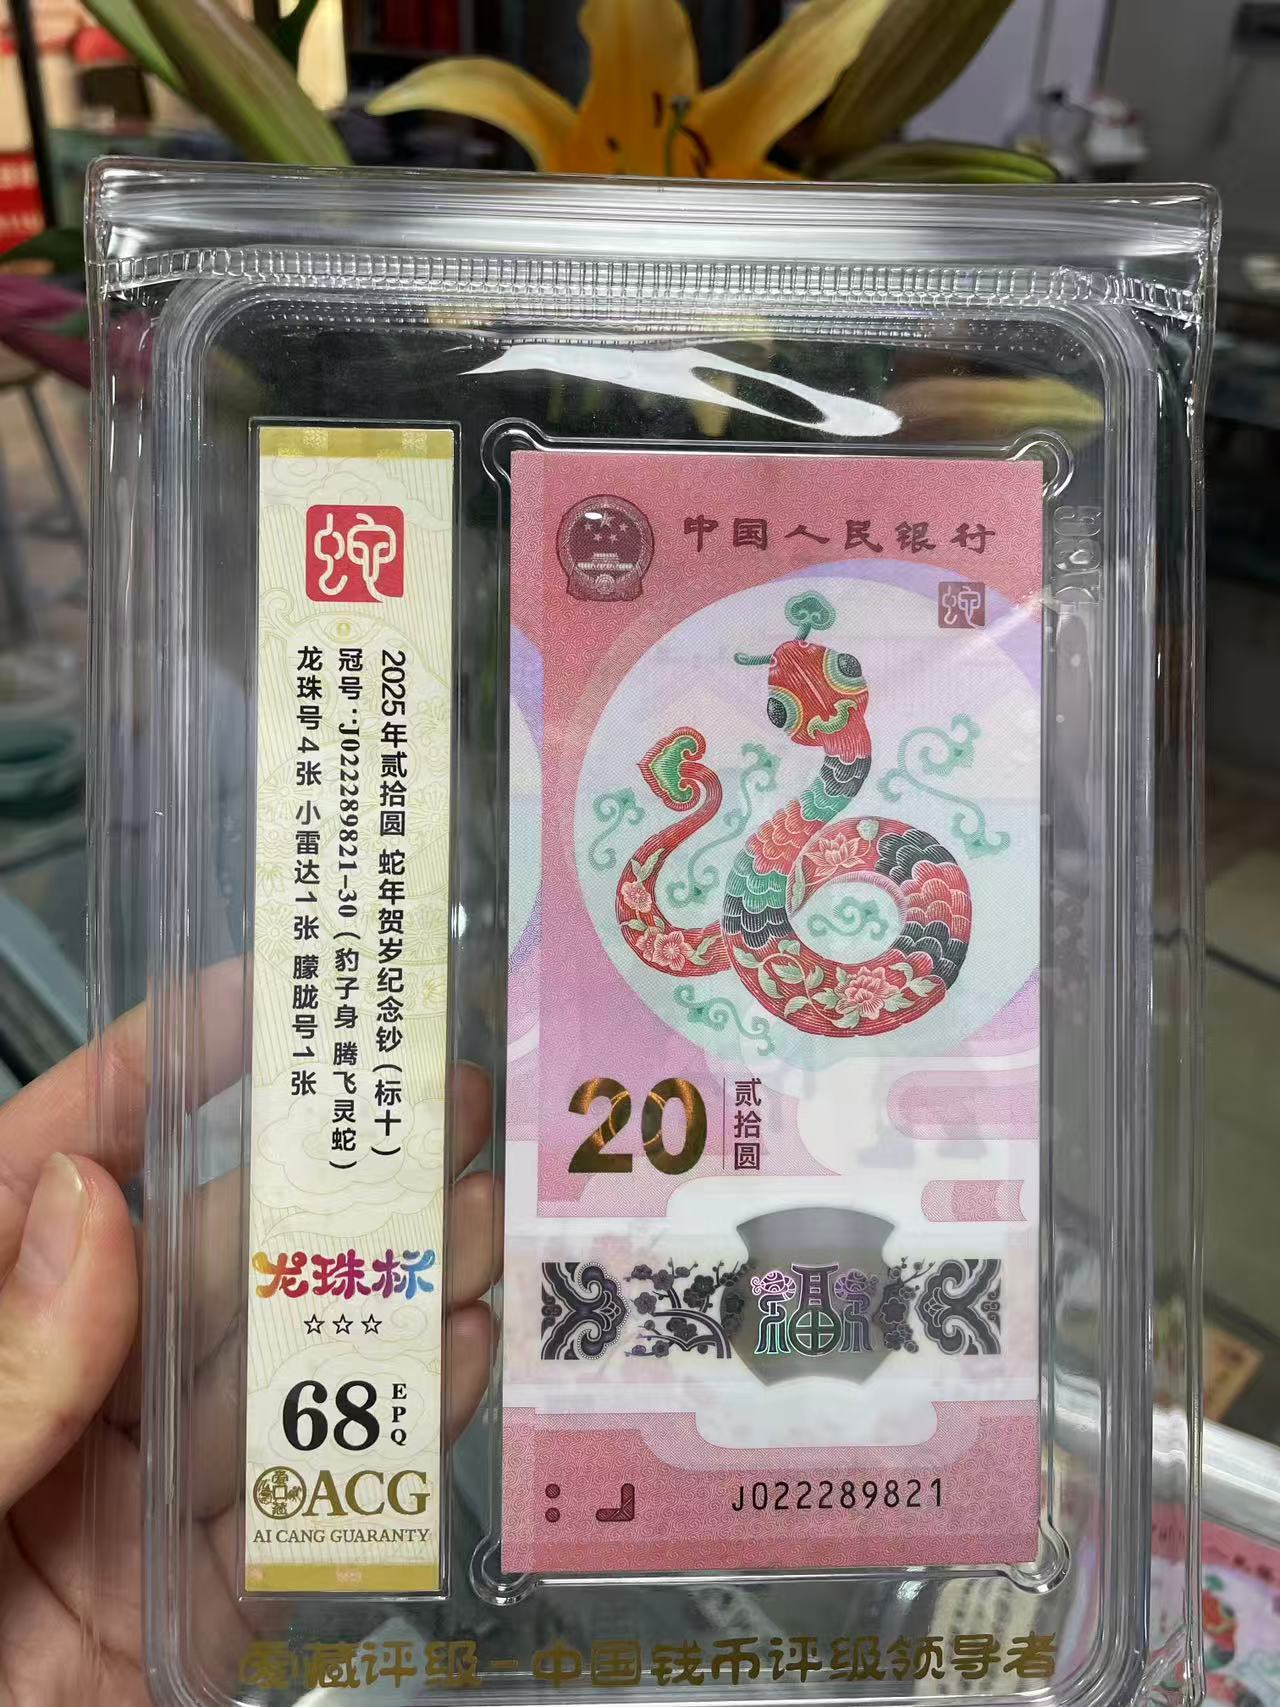 蛇
2025年贰拾圆 蛇年贺岁纪念钞（标十）
冠号：J022289821-30（豹子身 腾飞灵蛇）
龙珠号4张 小雷达1张 朦胧号1张
龙珠标
☆☆☆
68 EPQ
ACG
AI CANG GUARANTY
中国人民银行
蛇
20 贰拾圆
福
J022289821
爱藏评级-中国钱币评级领导者